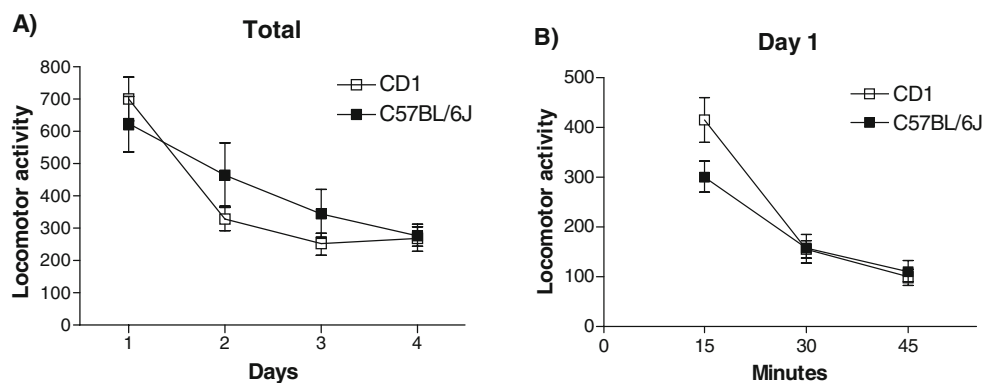 A)
Total
CD1
C57BL/6J
Locomotor activity
800
700
600
500
400
300
200
100
0
1 2 3 4
Days
B)
Day 1
CD1
C57BL/6J
Locomotor activity
500
400
300
200
100
0
0 15 30 45
Minutes